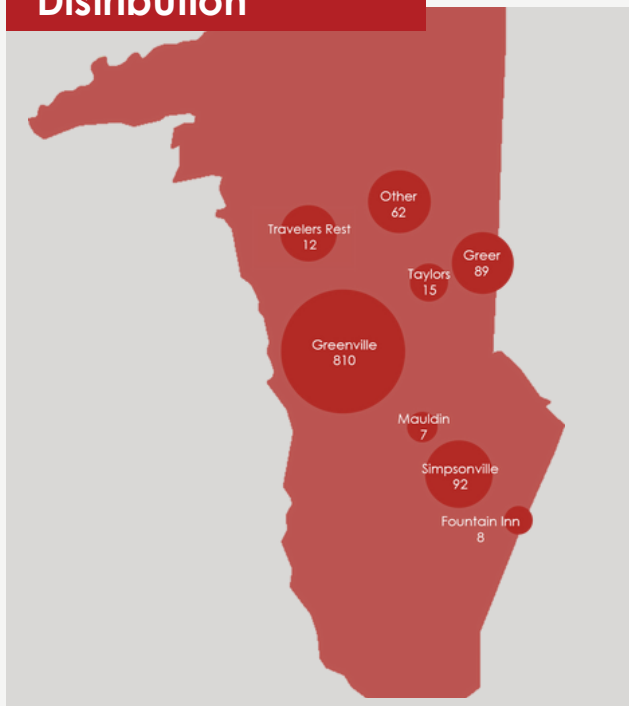 Distribution
Other
62
Travelers Rest
12
Greer
89
Taylors
15
Greenville
810
Mauldin
7
Simpsonville
92
Fountain Inn
8